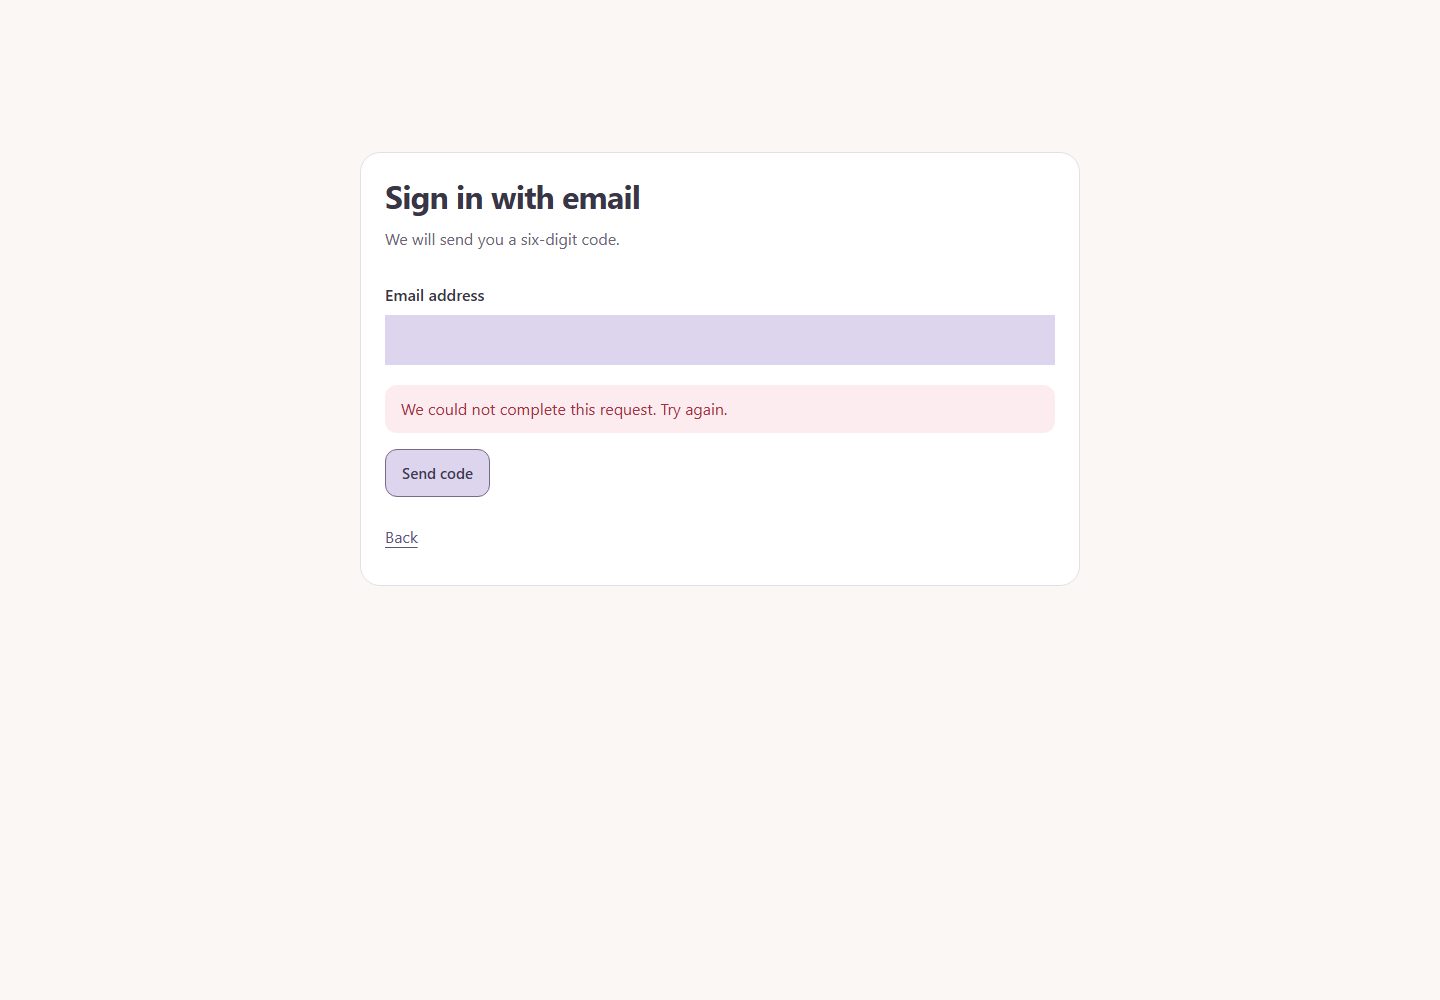 Sign in with email
We will send you a six-digit code.
Email address
We could not complete this request. Try again.
Send code
Back